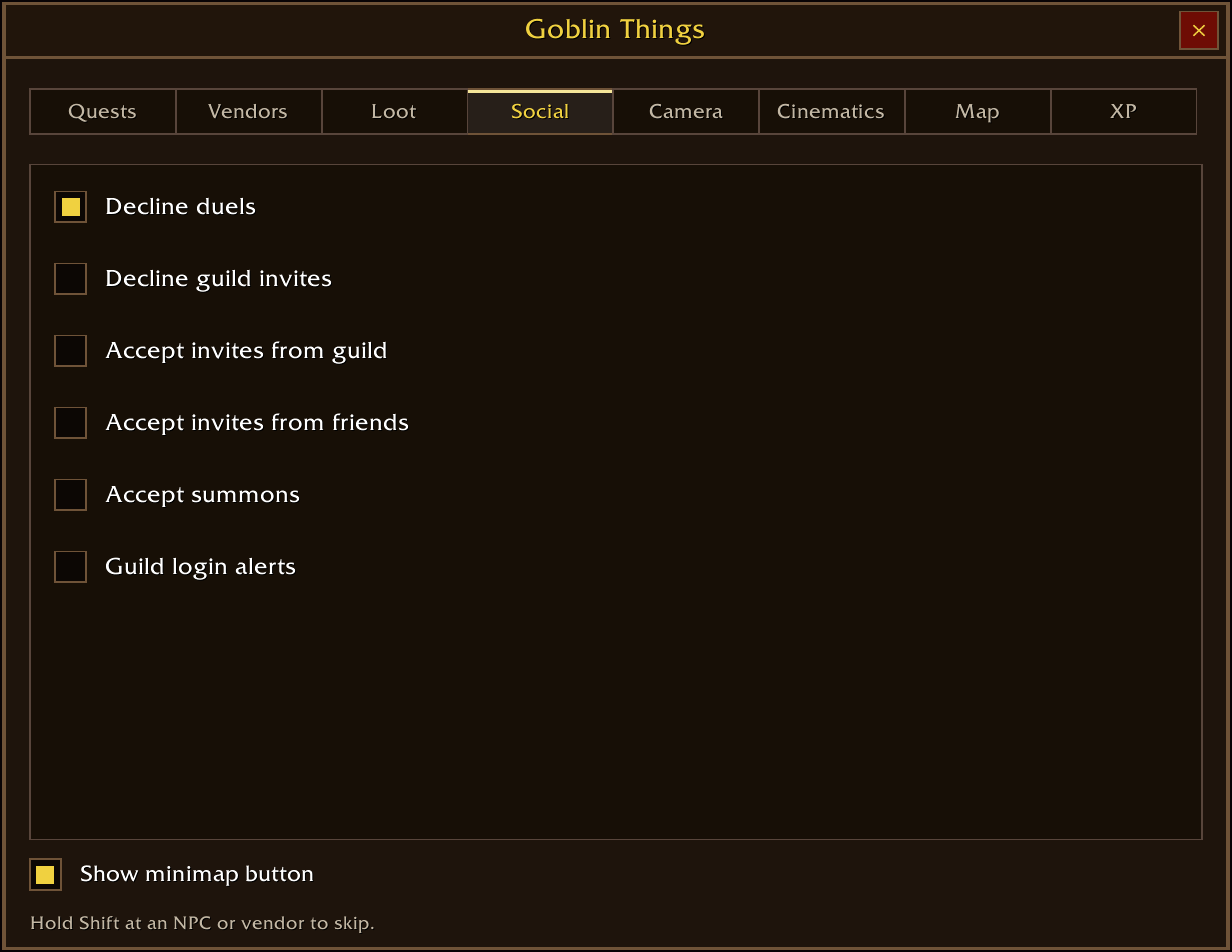 Goblin Things
×
Quests Vendors Loot Social Camera Cinematics Map XP
Decline duels
Decline guild invites
Accept invites from guild
Accept invites from friends
Accept summons
Guild login alerts
Show minimap button
Hold Shift at an NPC or vendor to skip.